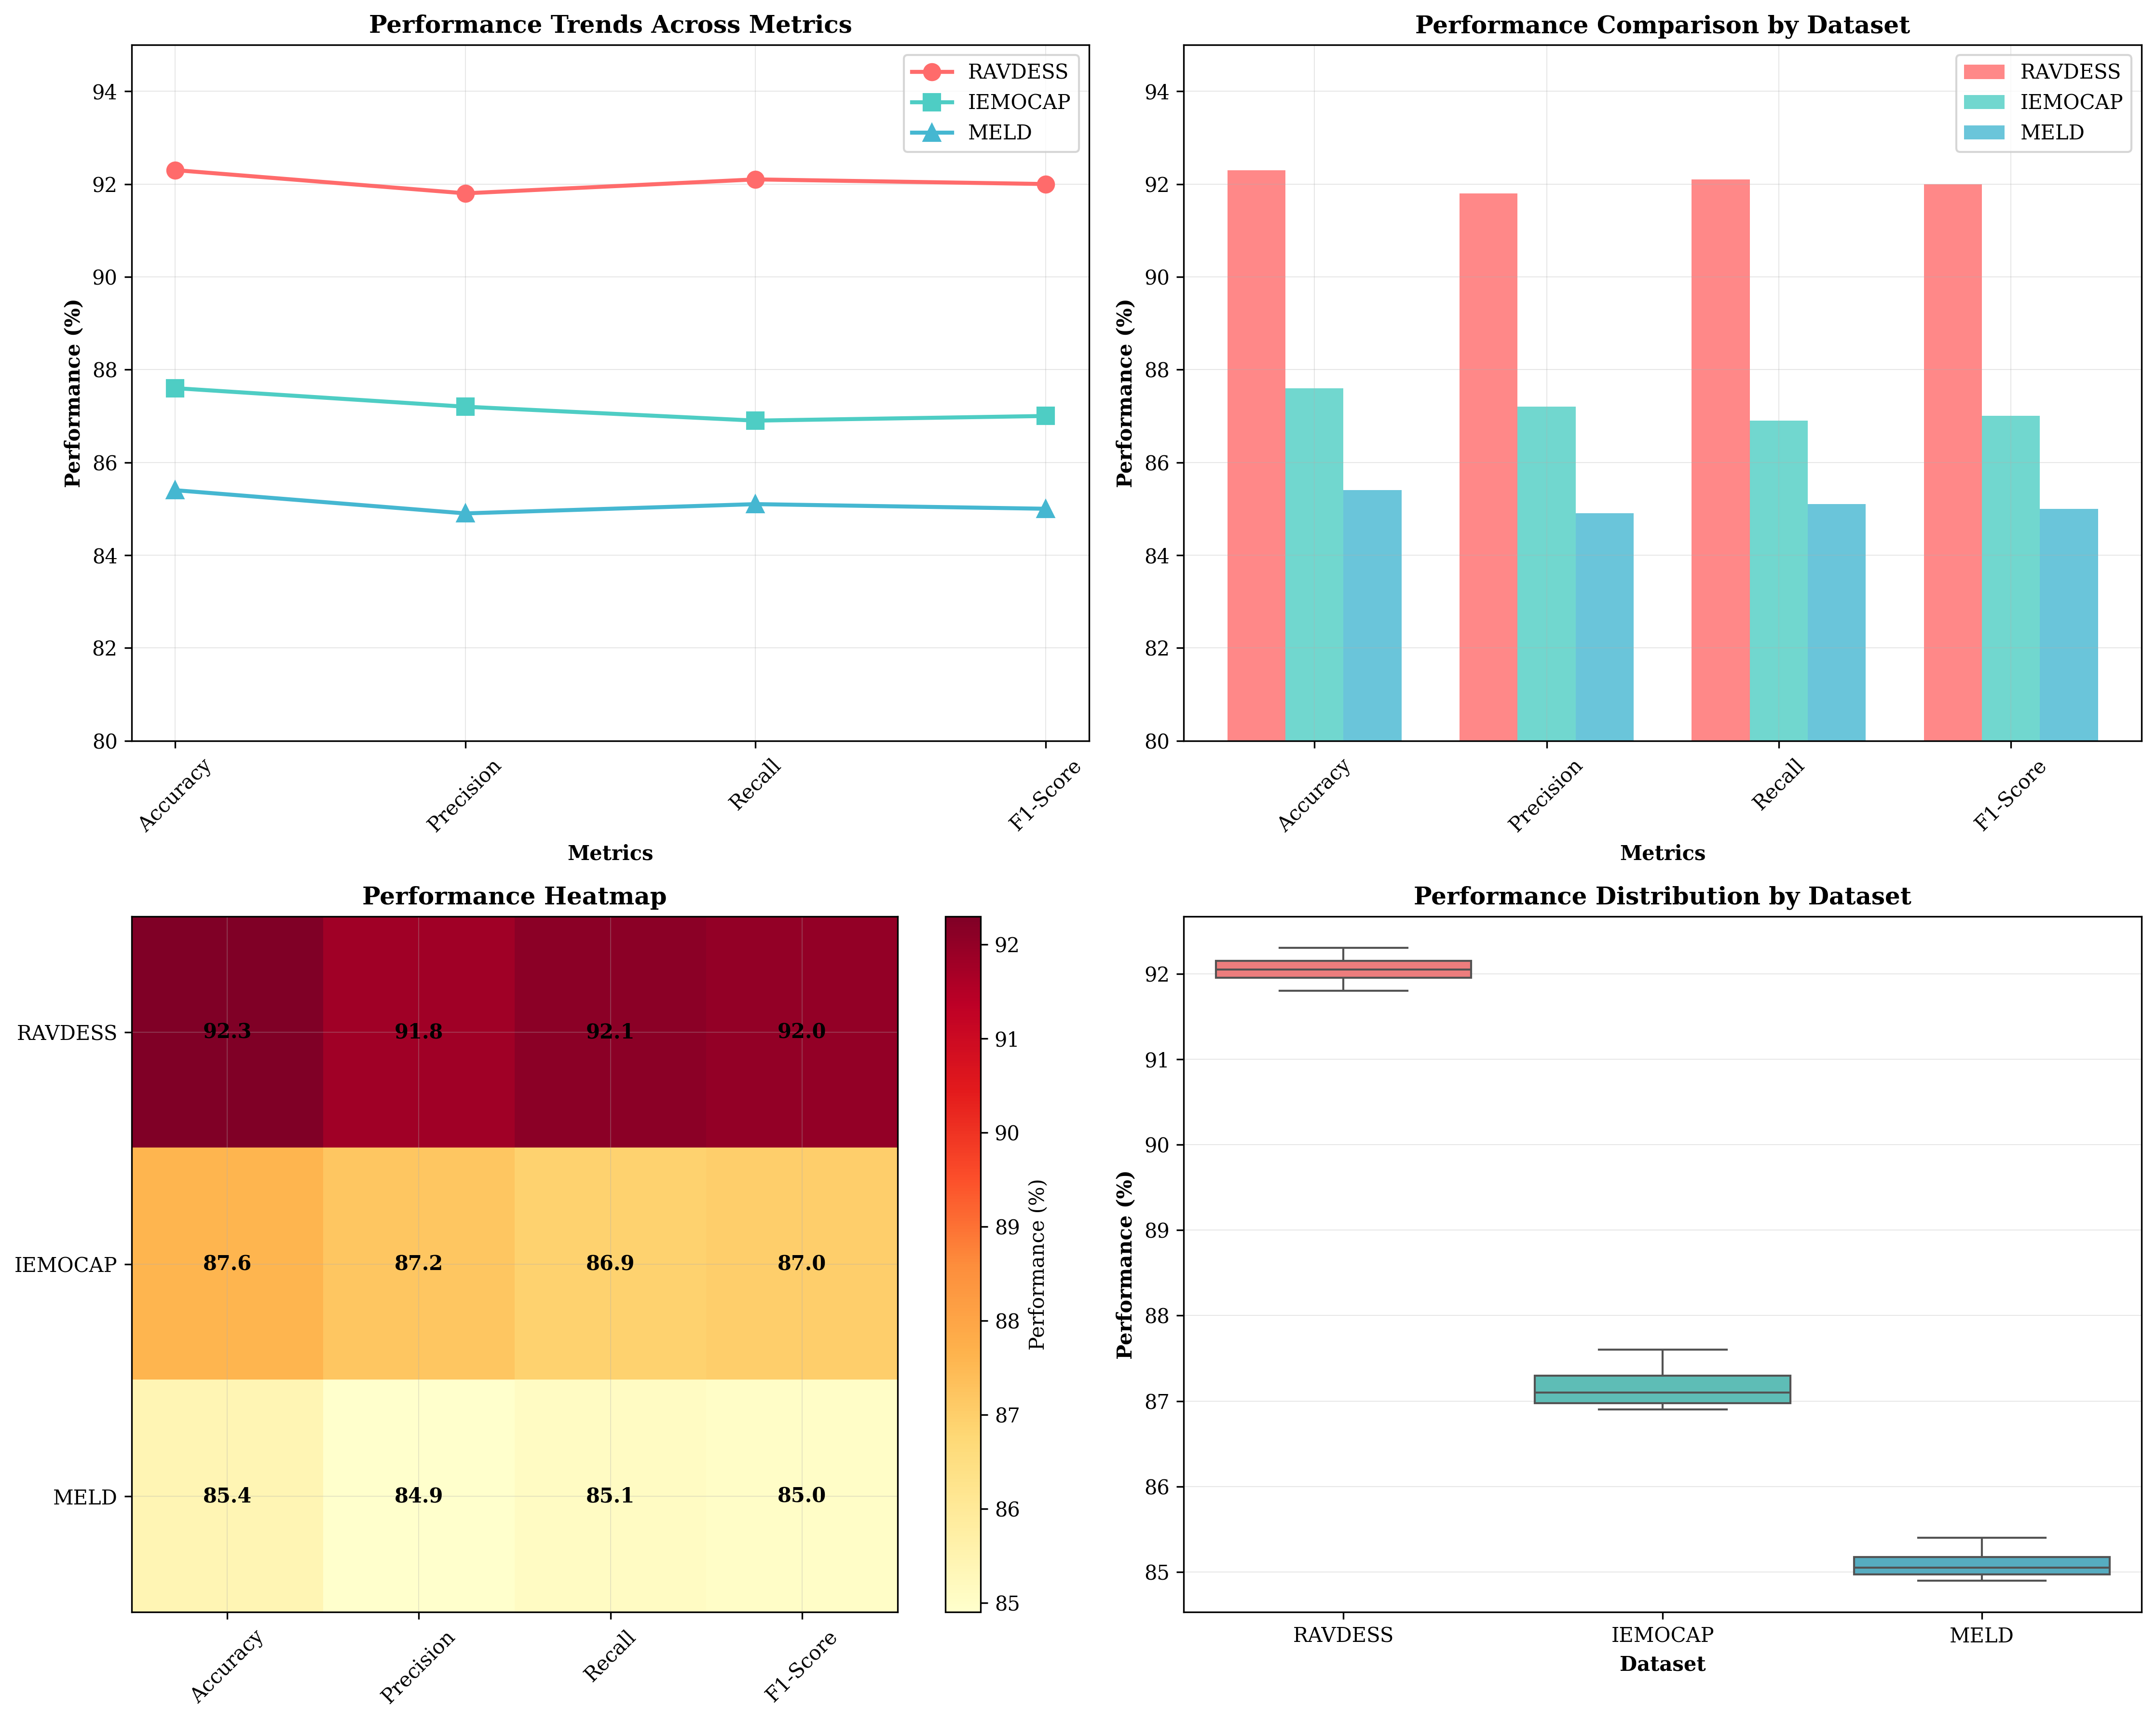 Performance Trends Across Metrics
RAVDESS
IEMOCAP
MELD
Performance (%)
94
92
90
88
86
84
82
80
Accuracy
Precision
Recall
F1-Score
Metrics
Performance Comparison by Dataset
RAVDESS
IEMOCAP
MELD
Performance (%)
94
92
90
88
86
84
82
80
Accuracy
Precision
Recall
F1-Score
Metrics
Performance Heatmap
RAVDESS
92.3 91.8 92.1 92.0
IEMOCAP
87.6 87.2 86.9 87.0
MELD
85.4 84.9 85.1 85.0
Accuracy
Precision
Recall
F1-Score
92
91
90
89
88
87
86
85
Performance (%)
Performance Distribution by Dataset
Performance (%)
92
91
90
89
88
87
86
85
RAVDESS
IEMOCAP
MELD
Dataset